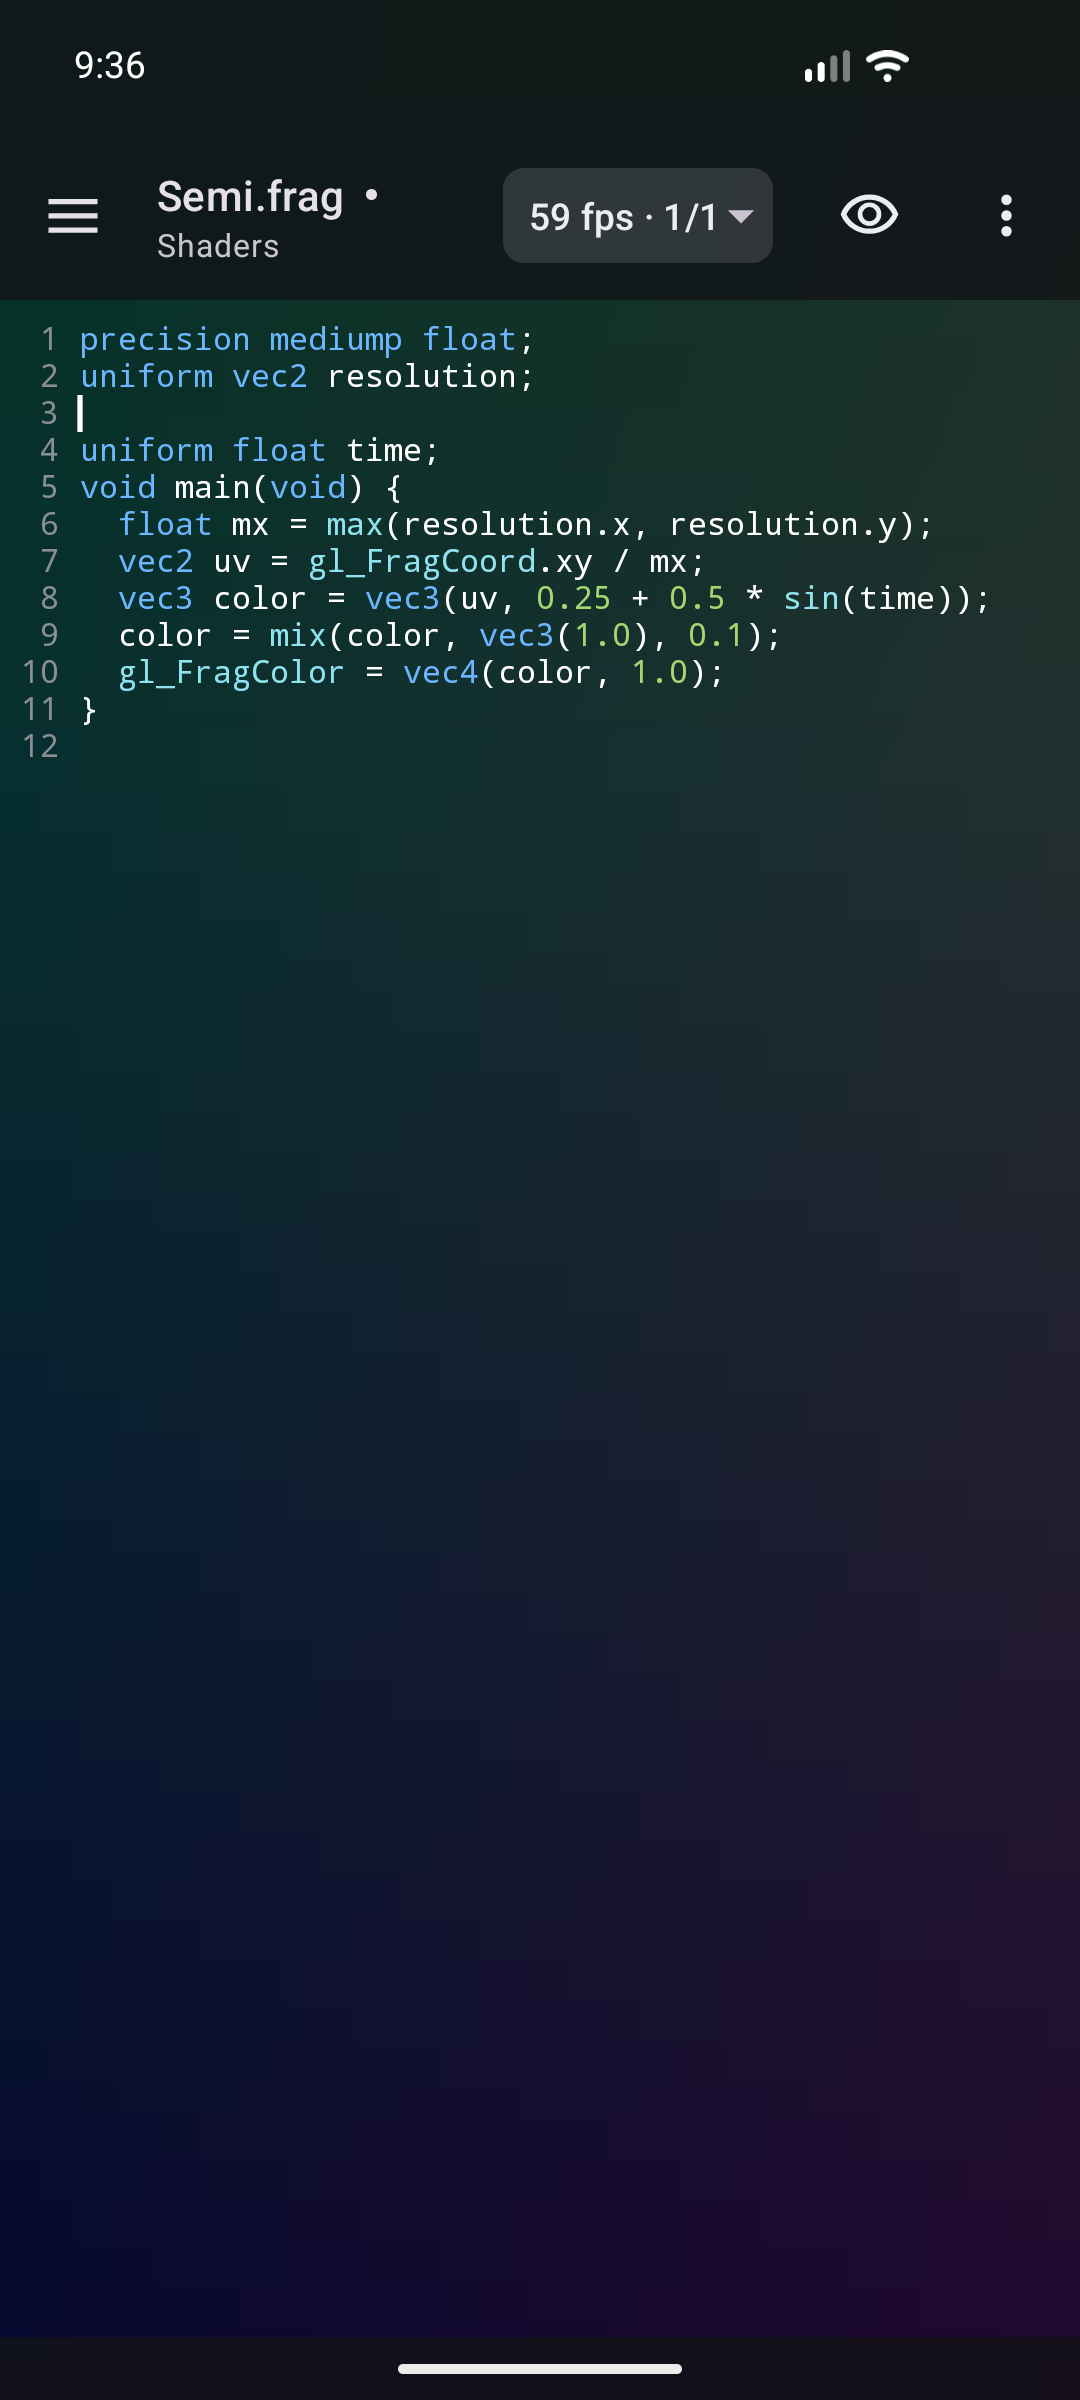 9:36
Semi.frag •
Shaders
59 fps · 1/1
1 precision mediump float;
2 uniform vec2 resolution;
3
4 uniform float time;
5 void main(void) {
6   float mx = max(resolution.x, resolution.y);
7   vec2 uv = gl_FragCoord.xy / mx;
8   vec3 color = vec3(uv, 0.25 + 0.5 * sin(time));
9   color = mix(color, vec3(1.0), 0.1);
10   gl_FragColor = vec4(color, 1.0);
11 }
12